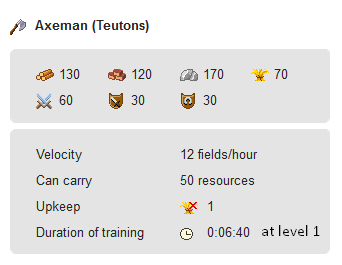 Axeman (Teutons)
130 120 170 70
60 30 30
Velocity 12 fields/hour
Can carry 50 resources
Upkeep 1
Duration of training 0:06:40 at level 1